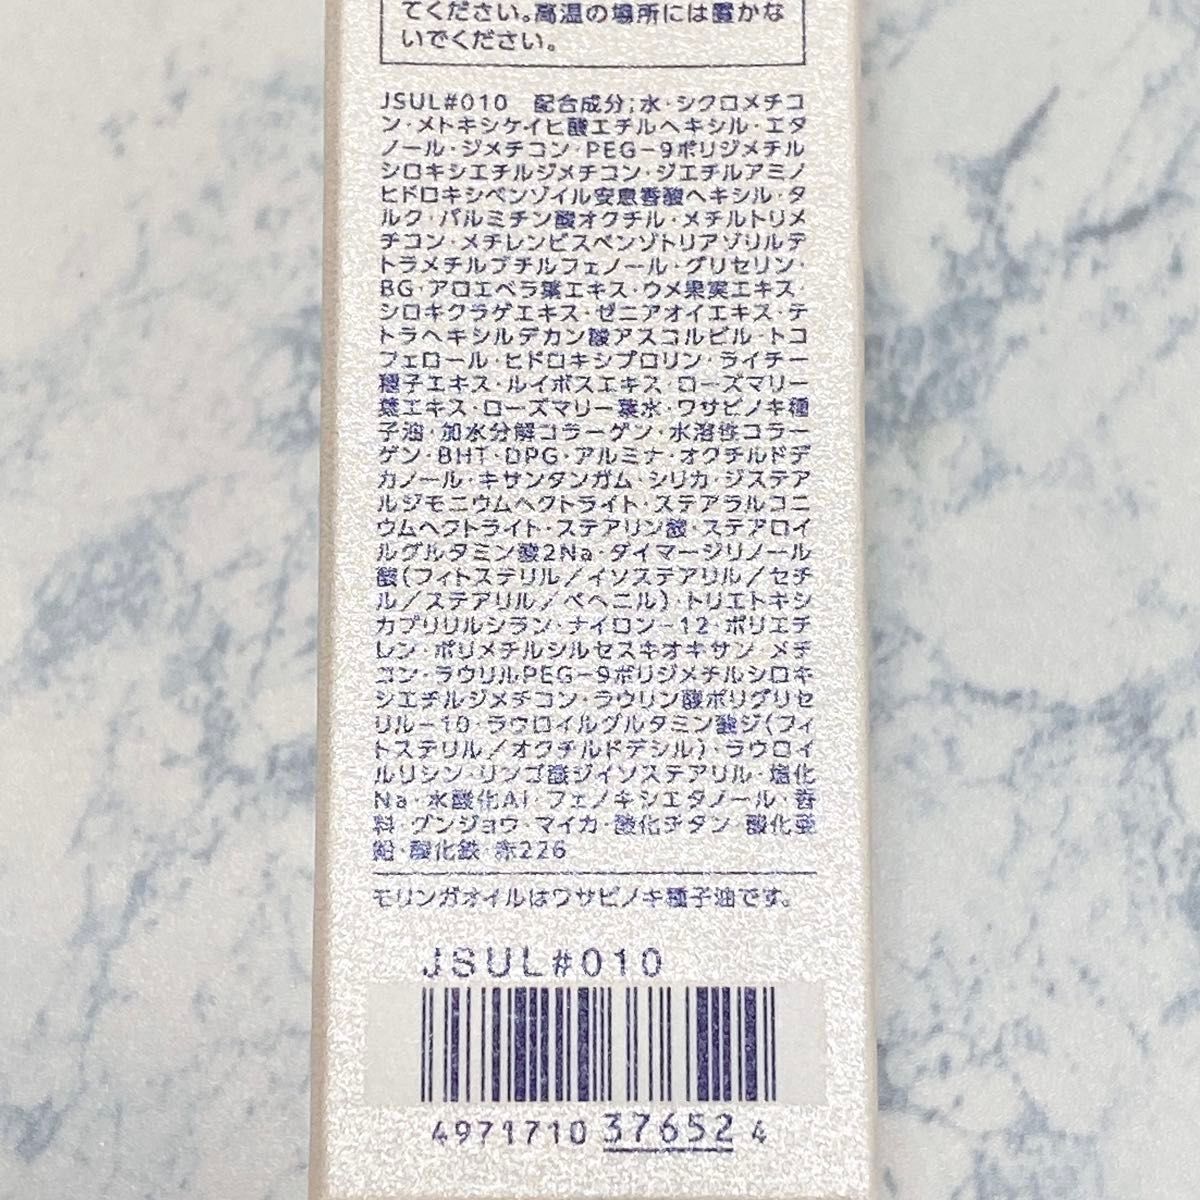 てください。高温の場所には置かな
いでください。
JSUL#010 配合成分;水・シクロメチコ
ン・メトキシケイヒ酸エチルヘキシル・エタ
ノール・ジメチコン・PEG-9ポリジメチル
シロキシエチルジメチコン・ジエチルアミノ
ヒドロキシベンゾイル安息香酸ヘキシル・タ
ルク・パルミチン酸オクチル・メチルトリメ
チコン・メチレンビスベンゾトリアゾリルテ
トラメチルブチルフェノール・グリセリン・
BG・アロエベラ葉エキス・ウメ果実エキス・
シロキクラゲエキス・ゼニアオイエキス・テ
トラヘキシルデカン酸アスコルビル・トコ
フェロール・ヒドロキシプロリン・ライチー
種子エキス・ルイボスエキス・ローズマリー
葉エキス・ローズマリー葉水・ワサビノキ種
子油・加水分解コラーゲン・水溶性コラー
ゲン・BHT・DPG・アルミナ・オクチルドデ
カノール・キサンタンガム・シリカ・ジステア
ルジモニウムヘクトライト・ステアラルコニ
ウムヘクトライト・ステアリン酸・ステアロイ
ルグルタミン酸2Na・ダイマージリノール
酸(フィトステリル/イソステアリル/セチ
ル/ステアリル/ベヘニル)・トリエトキシ
カプリリルシラン・ナイロン-12・ポリエチ
レン・ポリメチルシルセスキオキサン・メチ
コン・ラウリルPEG-9ポリジメチルシロキ
シエチルジメチコン・ラウリン酸ポリグリセ
リル-10・ラウロイルグルタミン酸ジ(フィ
トステリル/オクチルドデシル)・ラウロイ
ルリシン・リンゴ酸ジイソステアリル・塩化
Na・水酸化Al・フェノキシエタノール・香
料・グンジョウ・マイカ・酸化チタン・酸化亜
鉛・酸化鉄・赤226
モリンガオイルはワサビノキ種子油です。
JSUL#010
4971710 37652 4